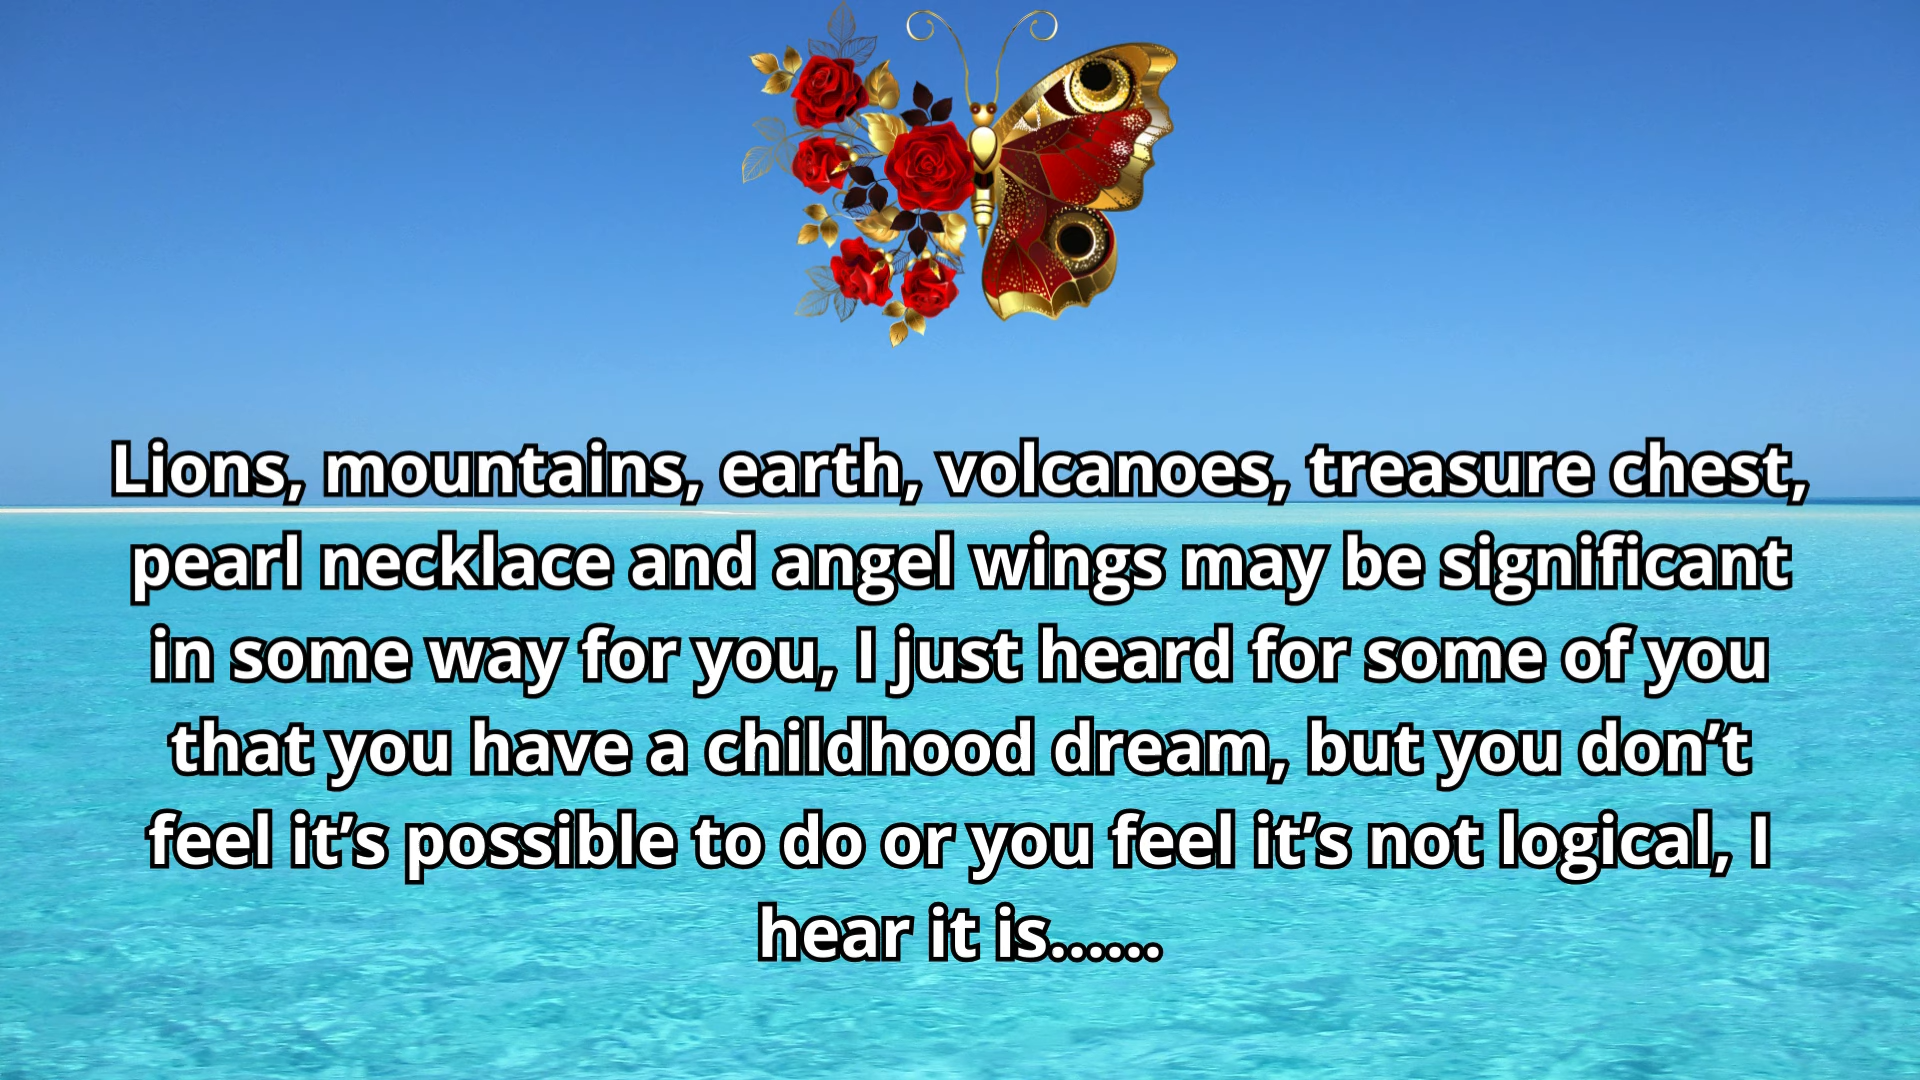 Lions, mountains, earth, volcanoes, treasure chest,
pearl necklace and angel wings may be significant
in some way for you, I just heard for some of you
that you have a childhood dream, but you don’t
feel it’s possible to do or you feel it’s not logical, I
hear it is......